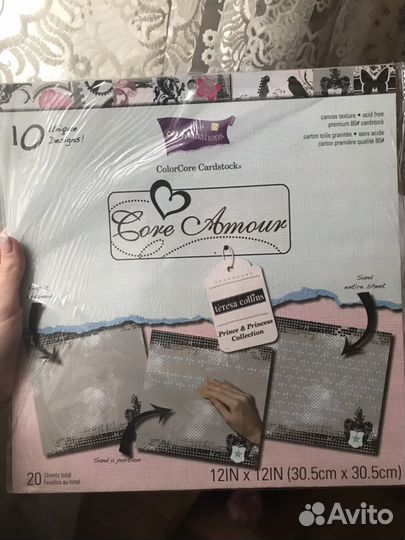 10 Unique
Designs!
ColorCore Cardstock®
canvas texture • acid free
premium 80# cardstock
carton toile granitée • sans acide
carton première qualité 80#
Core Amour
teresa collins
Prince & Princess
Collection
Sand
entire sheet
Sand a portion
20 Sheets total
Feuilles au total
12IN x 12IN (30.5cm x 30.5cm)
Avito